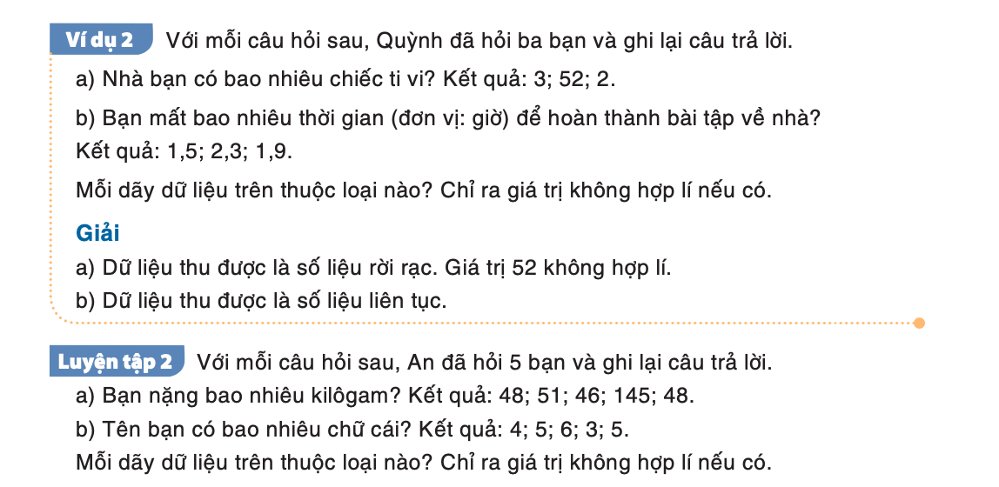 Ví dụ 2 Với mỗi câu hỏi sau, Quỳnh đã hỏi ba bạn và ghi lại câu trả lời.
a) Nhà bạn có bao nhiêu chiếc ti vi? Kết quả: 3; 52; 2.
b) Bạn mất bao nhiêu thời gian (đơn vị: giờ) để hoàn thành bài tập về nhà?
Kết quả: 1,5; 2,3; 1,9.
Mỗi dãy dữ liệu trên thuộc loại nào? Chỉ ra giá trị không hợp lí nếu có.
Giải
a) Dữ liệu thu được là số liệu rời rạc. Giá trị 52 không hợp lí.
b) Dữ liệu thu được là số liệu liên tục.
Luyện tập 2 Với mỗi câu hỏi sau, An đã hỏi 5 bạn và ghi lại câu trả lời.
a) Bạn nặng bao nhiêu kilôgam? Kết quả: 48; 51; 46; 145; 48.
b) Tên bạn có bao nhiêu chữ cái? Kết quả: 4; 5; 6; 3; 5.
Mỗi dãy dữ liệu trên thuộc loại nào? Chỉ ra giá trị không hợp lí nếu có.